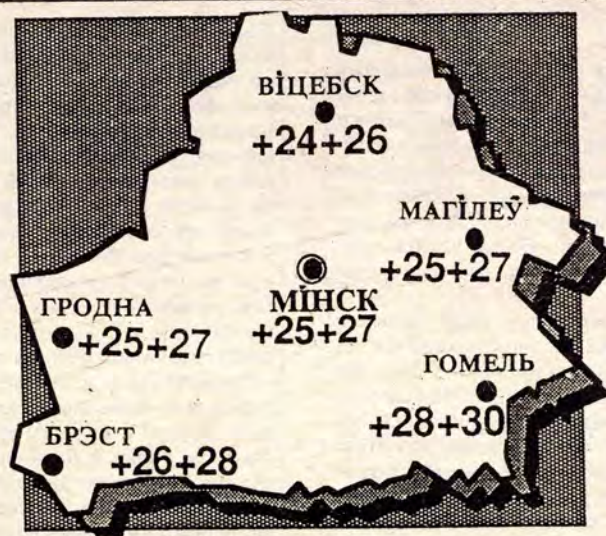 ВІЦЕБСК
+24+26
МАГІЛЕЎ
+25+27
МІНСК
+25+27
ГРОДНА
+25+27
ГОМЕЛЬ
+28+30
БРЭСТ
+26+28